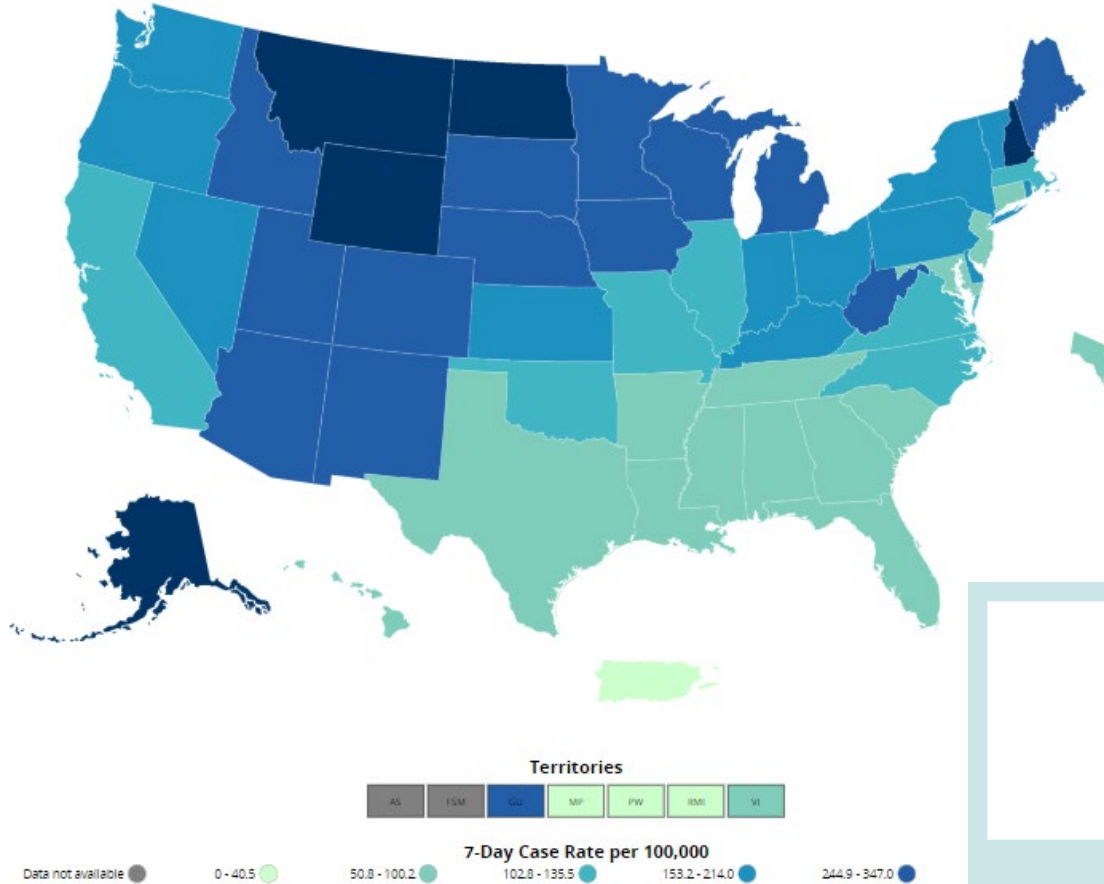 Territories
AS FSM GU MP PW RMI VI
7-Day Case Rate per 100,000
Data not available 0 - 40.5 50.8 - 100.2 102.8 - 135.5 153.2 - 214.0 244.9 - 347.0